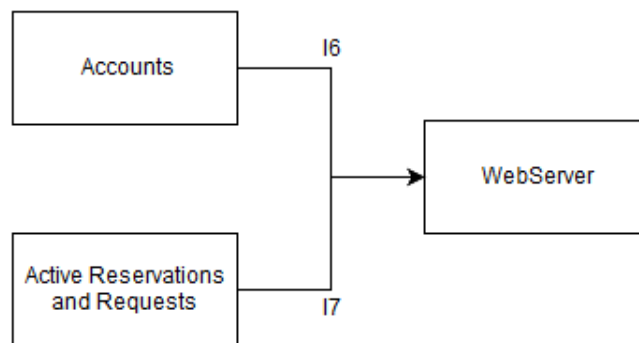 Accounts
I6
WebServer
Active Reservations
and Requests
I7